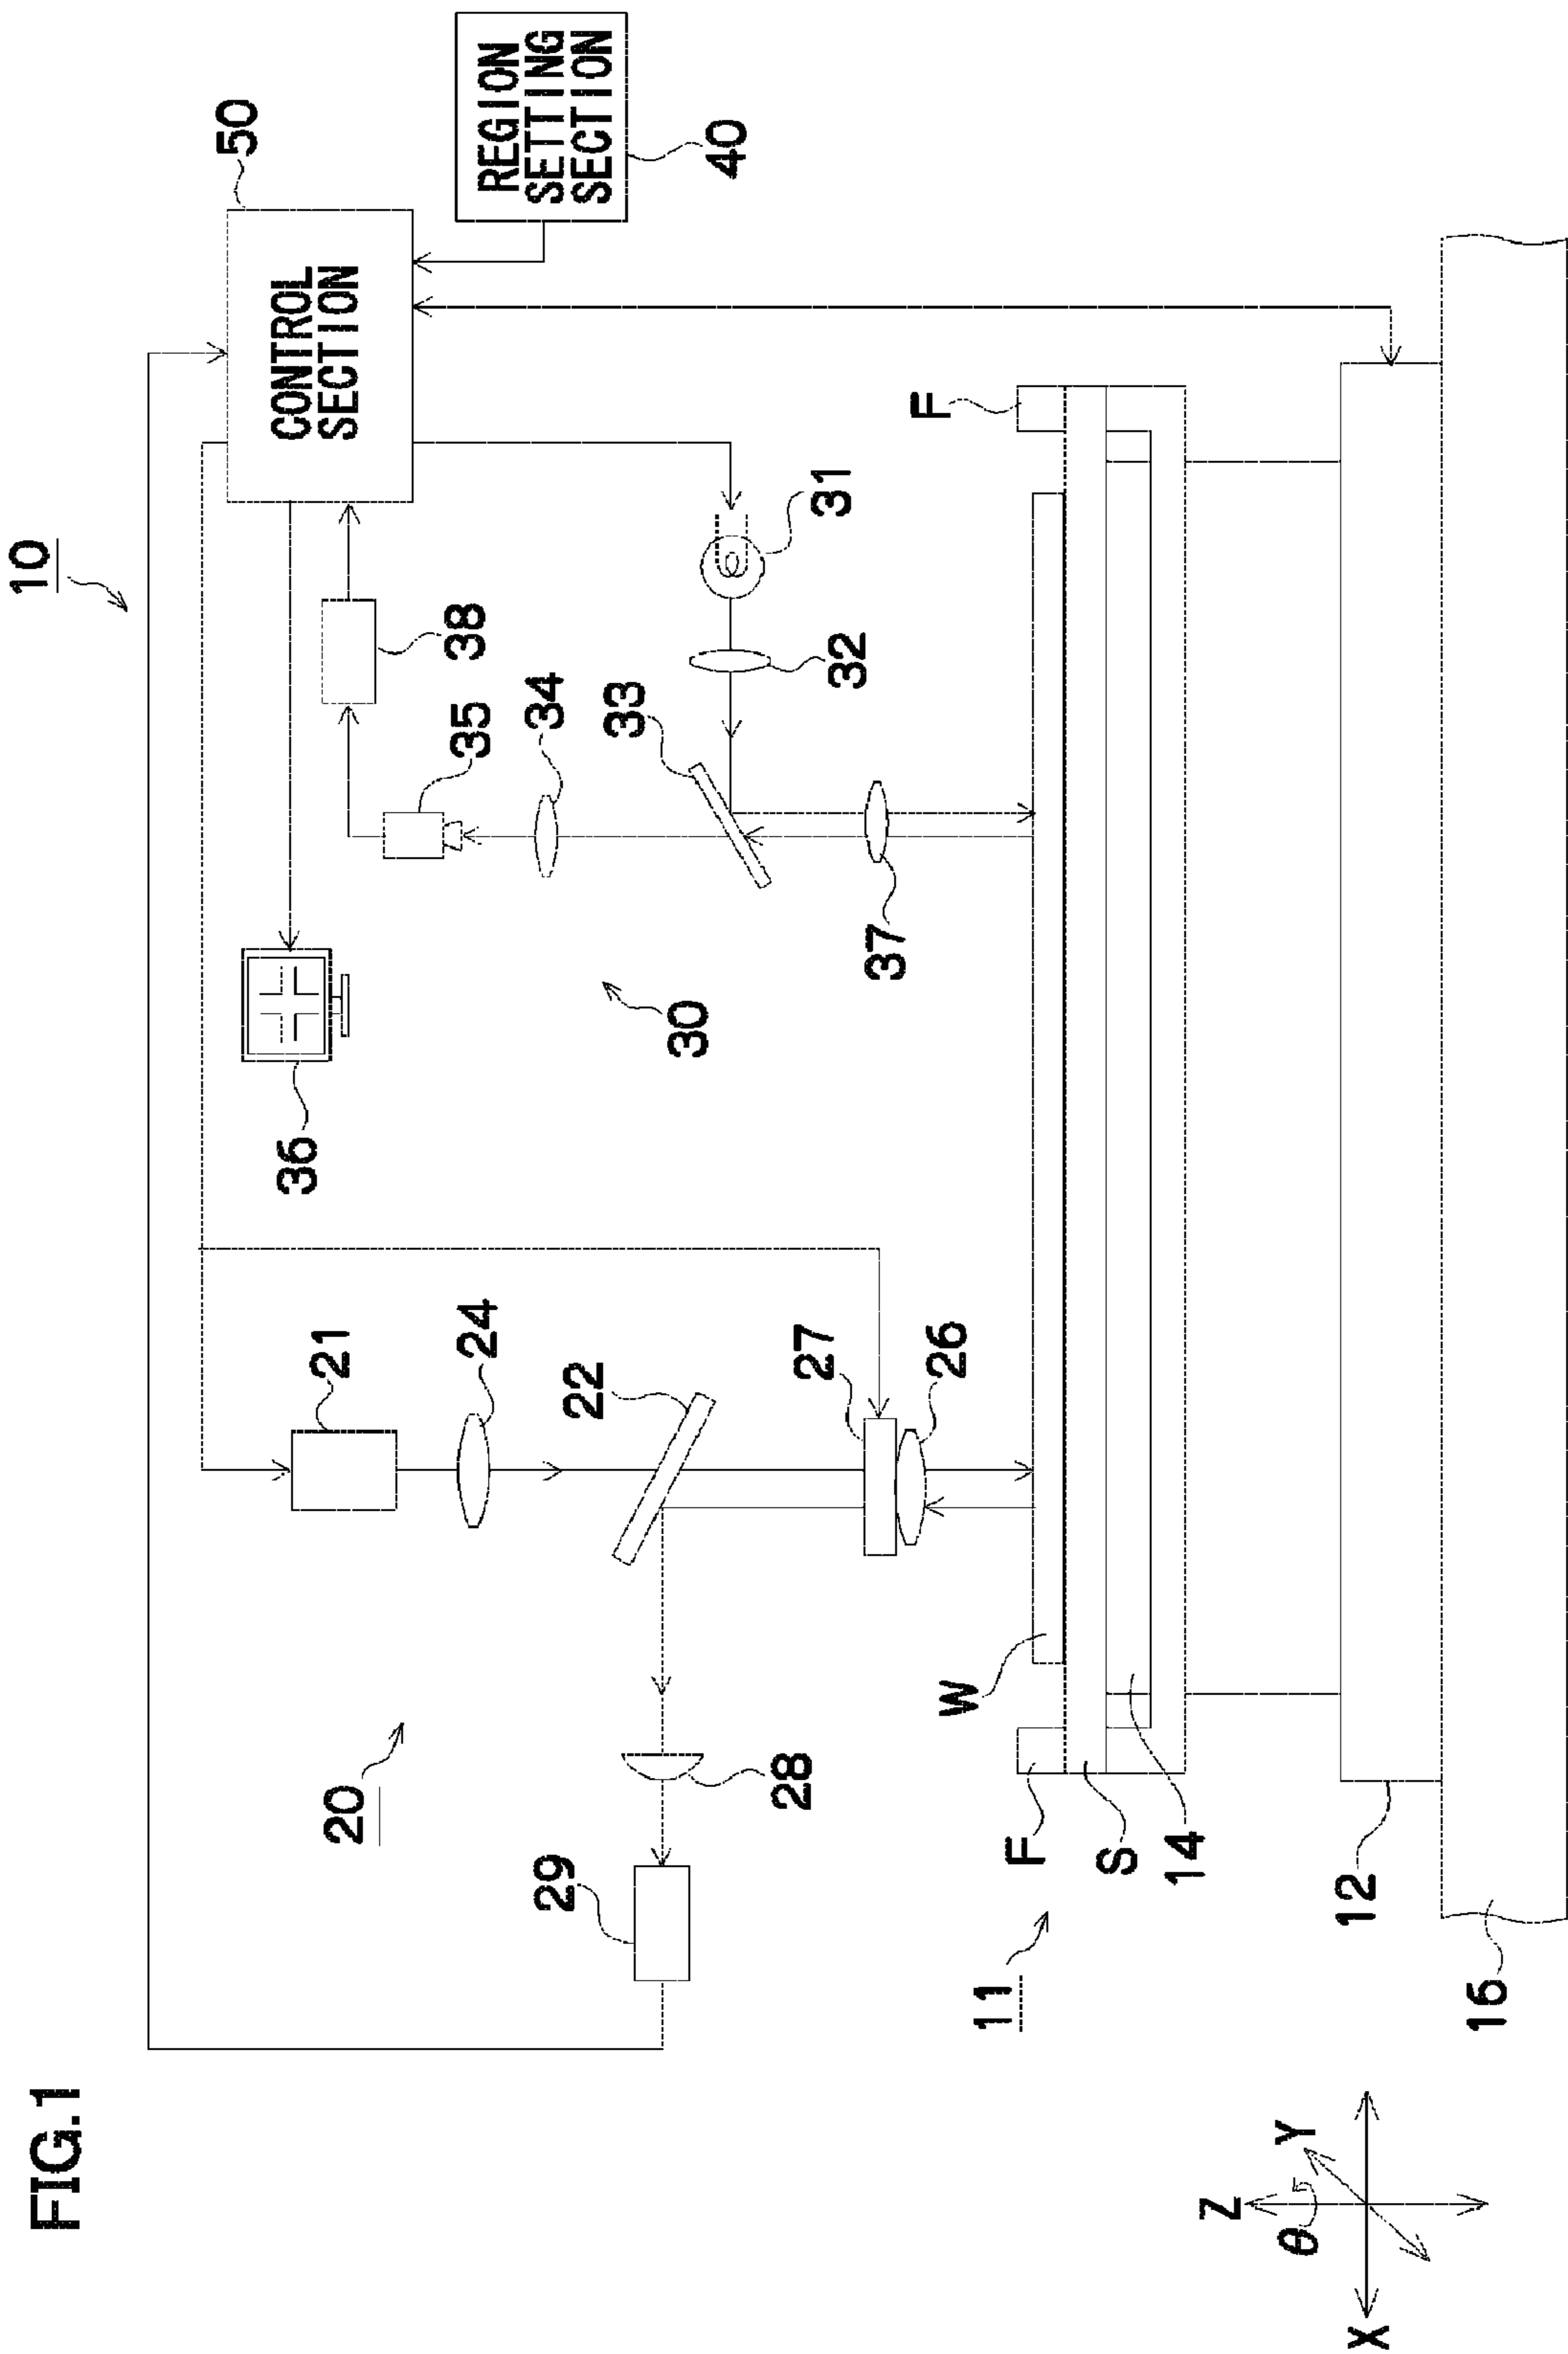 FIG.1
10
50
CONTROL
SECTION
REGION
SETTING
SECTION
40
36
38
35
34
33
31
32
37
30
20
21
24
22
27
26
28
29
11
W
F
F
S
14
12
16
Z
θ
Y
X